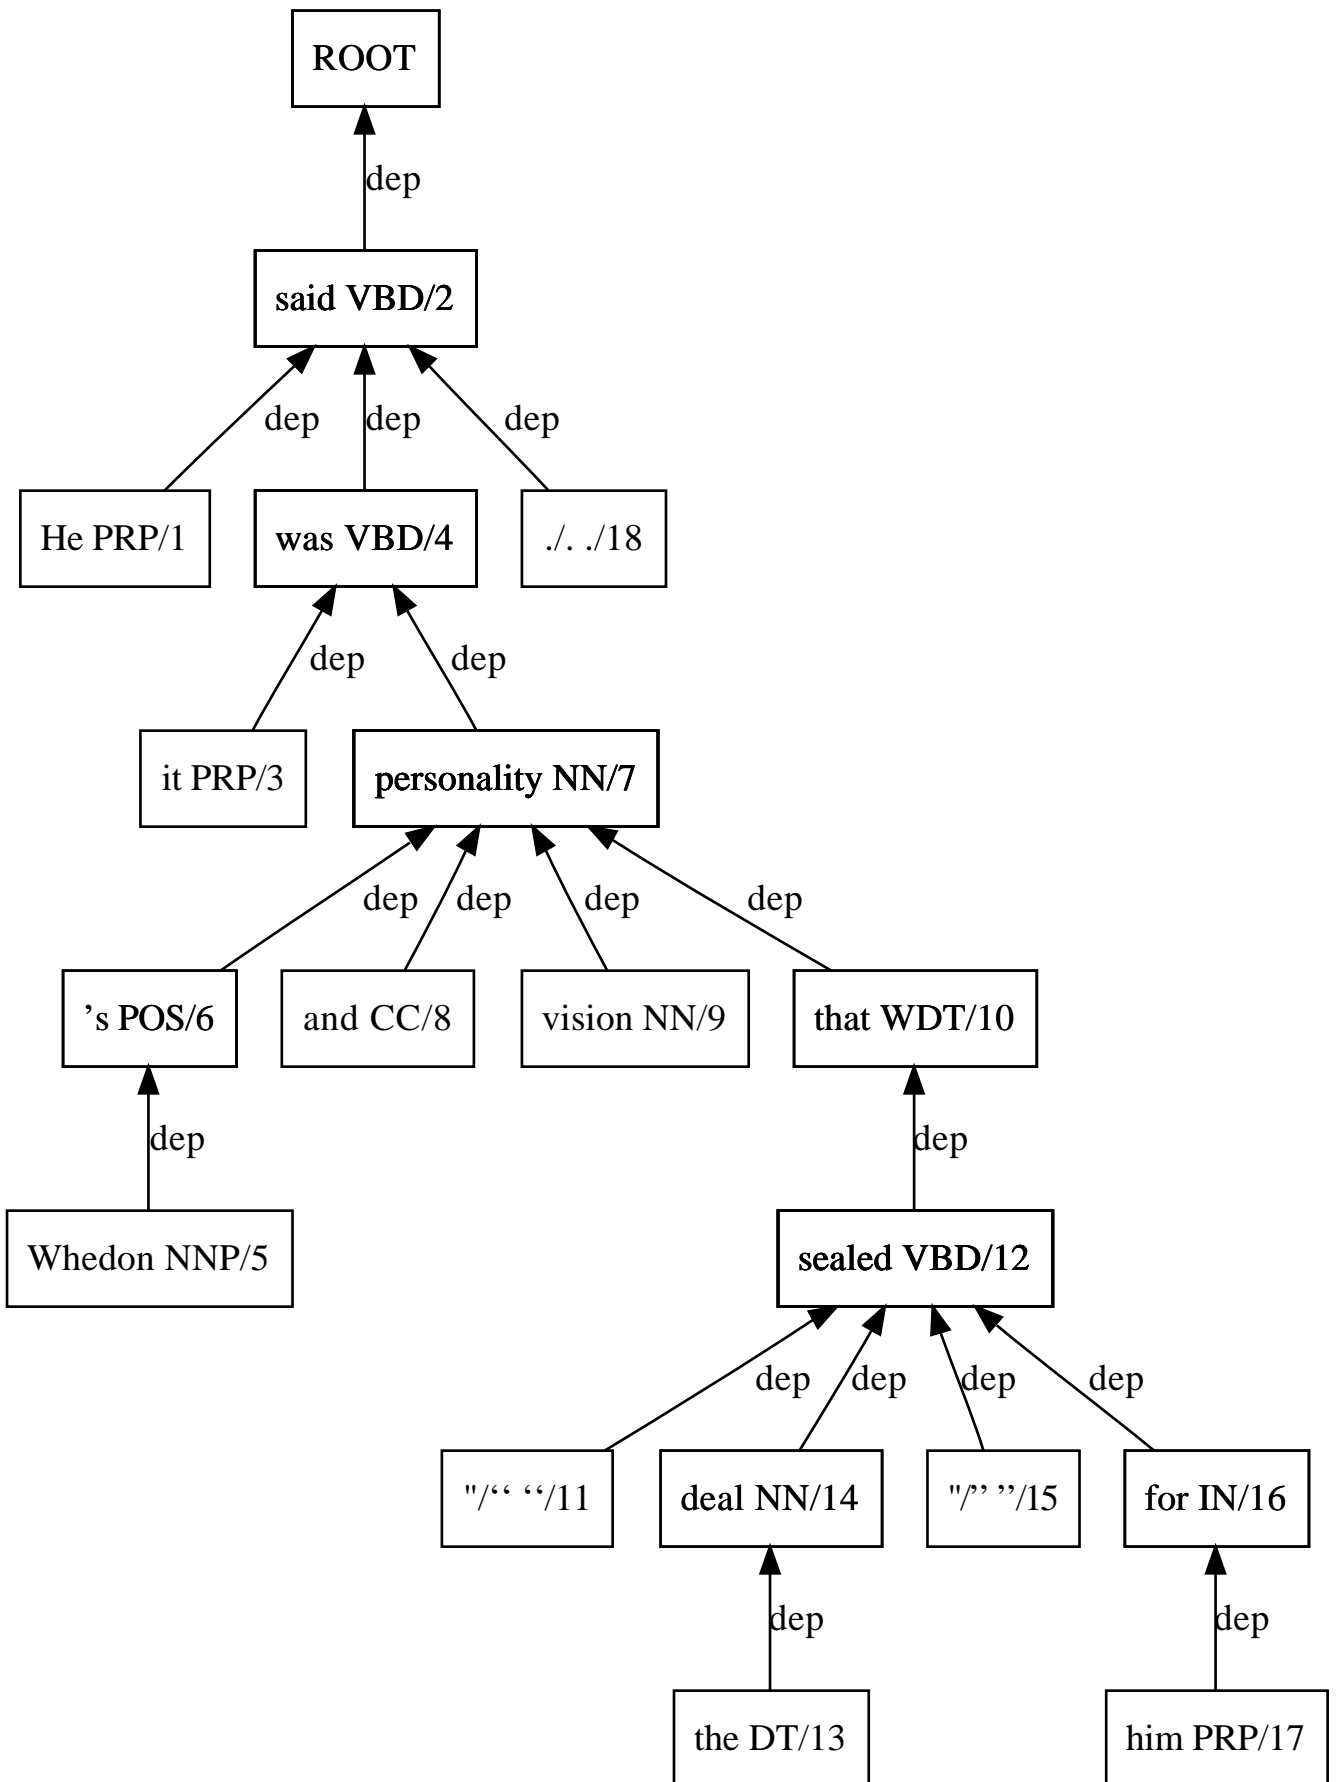 ROOT
dep
said VBD/2
dep dep dep
He PRP/1 was VBD/4 ./. ./18
dep dep
it PRP/3 personality NN/7
dep dep dep dep
’s POS/6 and CC/8 vision NN/9 that WDT/10
dep dep
Whedon NNP/5 sealed VBD/12
dep dep dep dep
"/“ “/11 deal NN/14 "/” ”/15 for IN/16
dep dep
the DT/13 him PRP/17